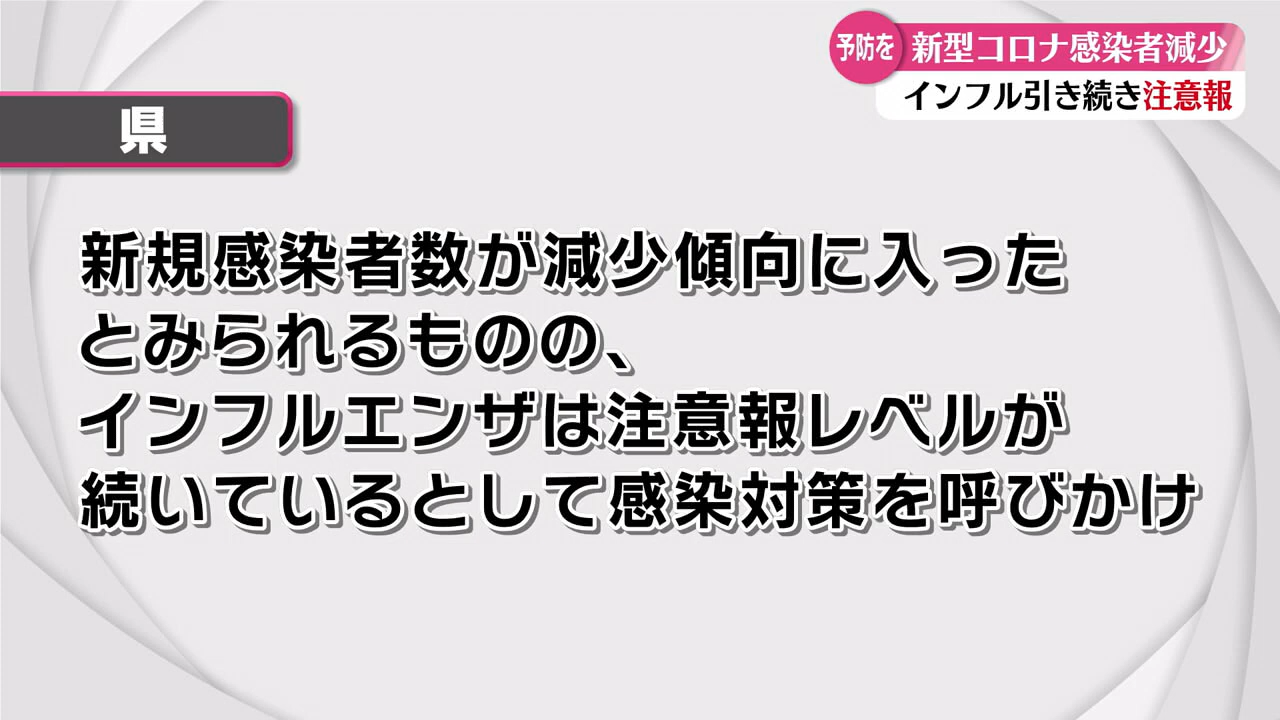 予防を
新型コロナ感染者減少
インフル引き続き注意報
県
新規感染者数が減少傾向に入った
とみられるものの、
インフルエンザは注意報レベルが
続いているとして感染対策を呼びかけ